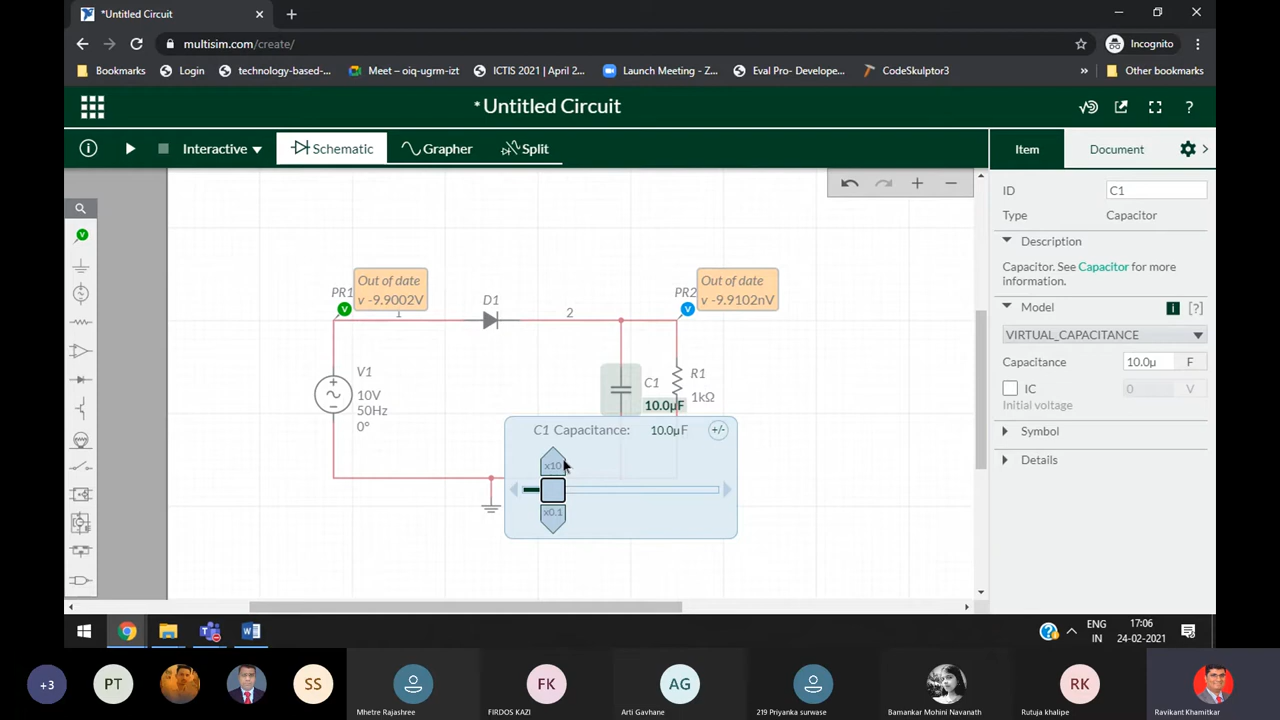 *Untitled Circuit
multisim.com/create/
Incognito
Bookmarks
Login
technology-based-...
Meet – oiq-ugrm-izt
ICTIS 2021 | April 2...
Launch Meeting - Z...
Eval Pro- Develope...
CodeSkulptor3
»
Other bookmarks
*Untitled Circuit
?
Interactive
Schematic
Grapher
Split
Item
Document
ID
C1
Type
Capacitor
Description
Capacitor. See Capacitor for more
information.
Model
i
[?]
VIRTUAL_CAPACITANCE
Capacitance
10.0µ
F
IC
0
V
Initial voltage
Symbol
Details
V
PR1
Out of date
v -9.9002V
1
D1
2
PR2
Out of date
v -9.9102nV
V1
10V
50Hz
0°
C1
10.0µF
R1
1kΩ
C1 Capacitance:
10.0µF
+/-
x10
x0.1
ENG
IN
17:06
24-02-2021
+3
PT
SS
Mhetre Rajashree
FK
FIRDOS KAZI
AG
Arti Gavhane
219 Priyanka surwase
Bamankar Mohini Navanath
RK
Rutuja khalipe
Ravikant Khamitkar